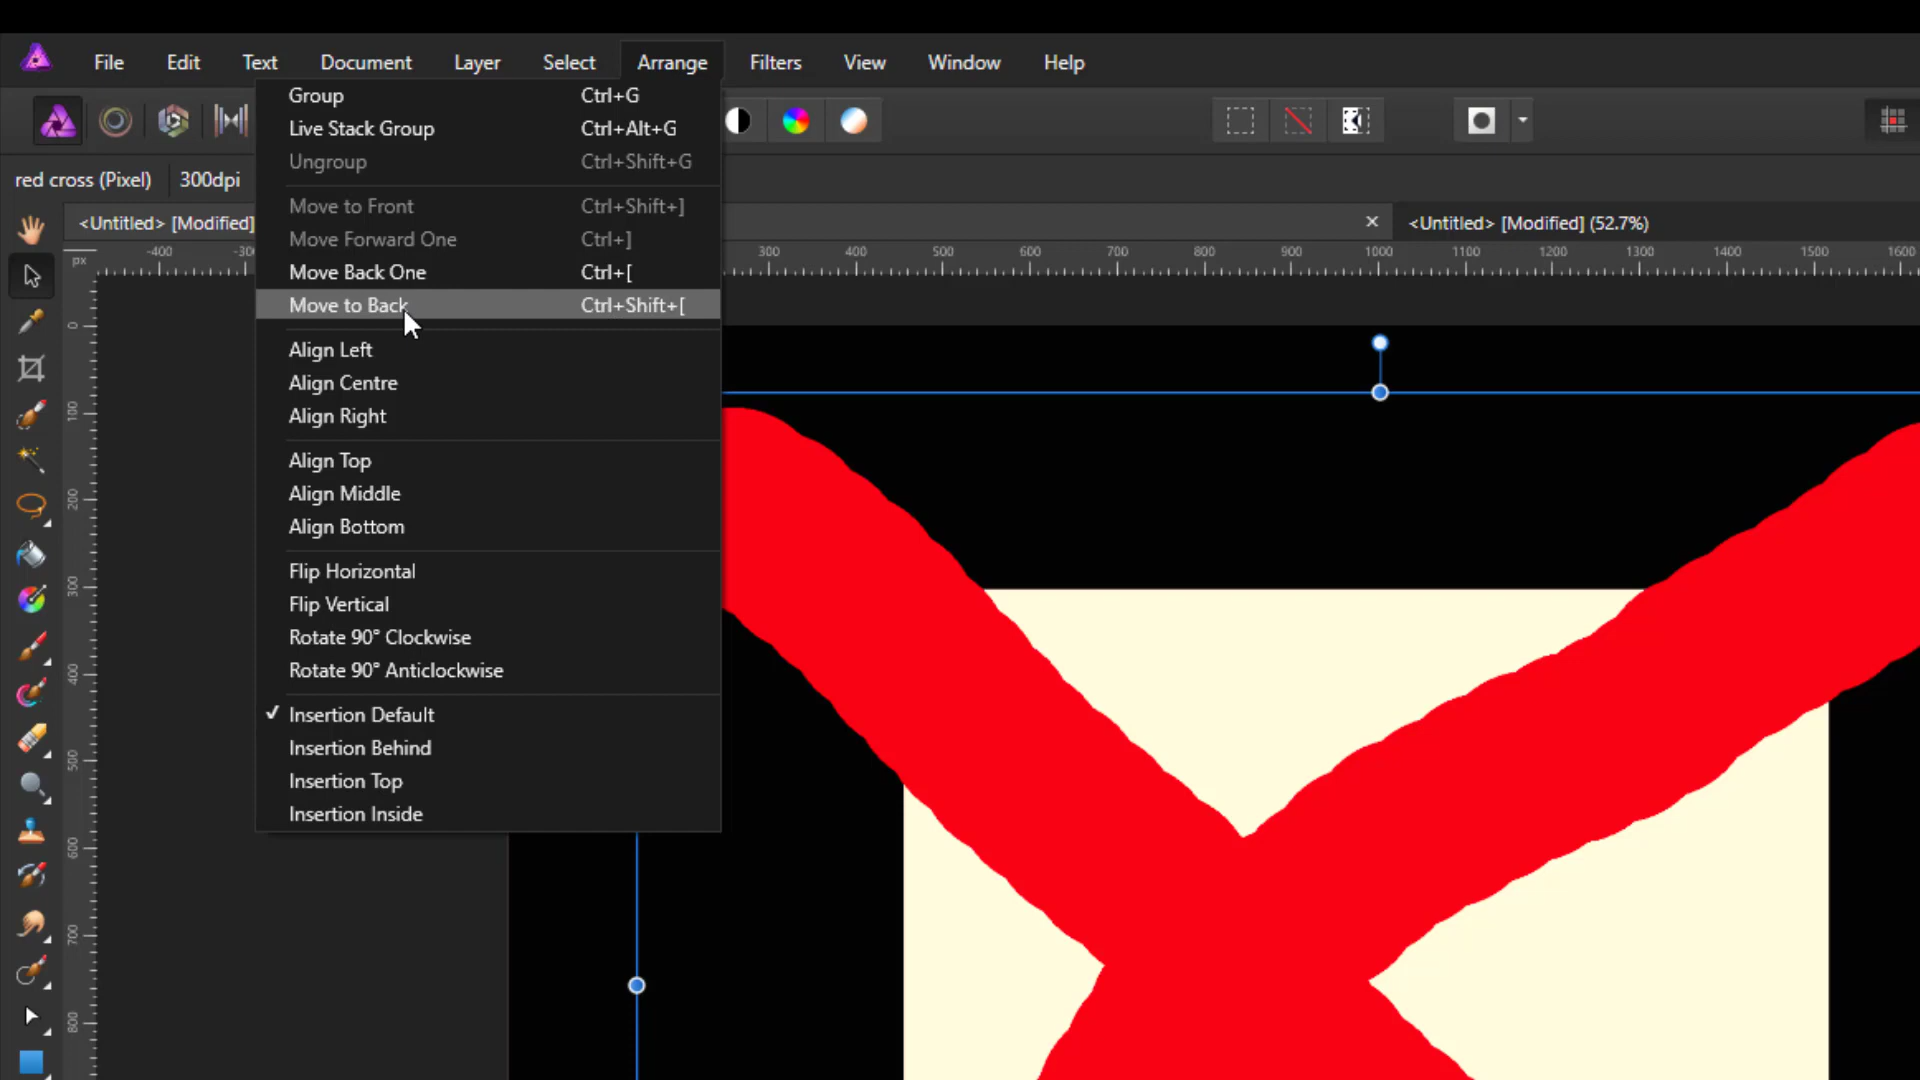 File Edit Text Document Layer Select Arrange Filters View Window Help
red cross (Pixel) 300dpi
Group Ctrl+G
Live Stack Group Ctrl+Alt+G
Ungroup Ctrl+Shift+G
Move to Front Ctrl+Shift+]
Move Forward One Ctrl+]
Move Back One Ctrl+[
Move to Back Ctrl+Shift+[
Align Left
Align Centre
Align Right
Align Top
Align Middle
Align Bottom
Flip Horizontal
Flip Vertical
Rotate 90° Clockwise
Rotate 90° Anticlockwise
Insertion Default
Insertion Behind
Insertion Top
Insertion Inside
<Untitled> [Modified] <Untitled> [Modified] (52.7%)
px -400 -300 300 400 500 600 700 800 900 1000 1100 1200 1300 1400 1500 1600
0
100
200
300
400
500
600
700
800